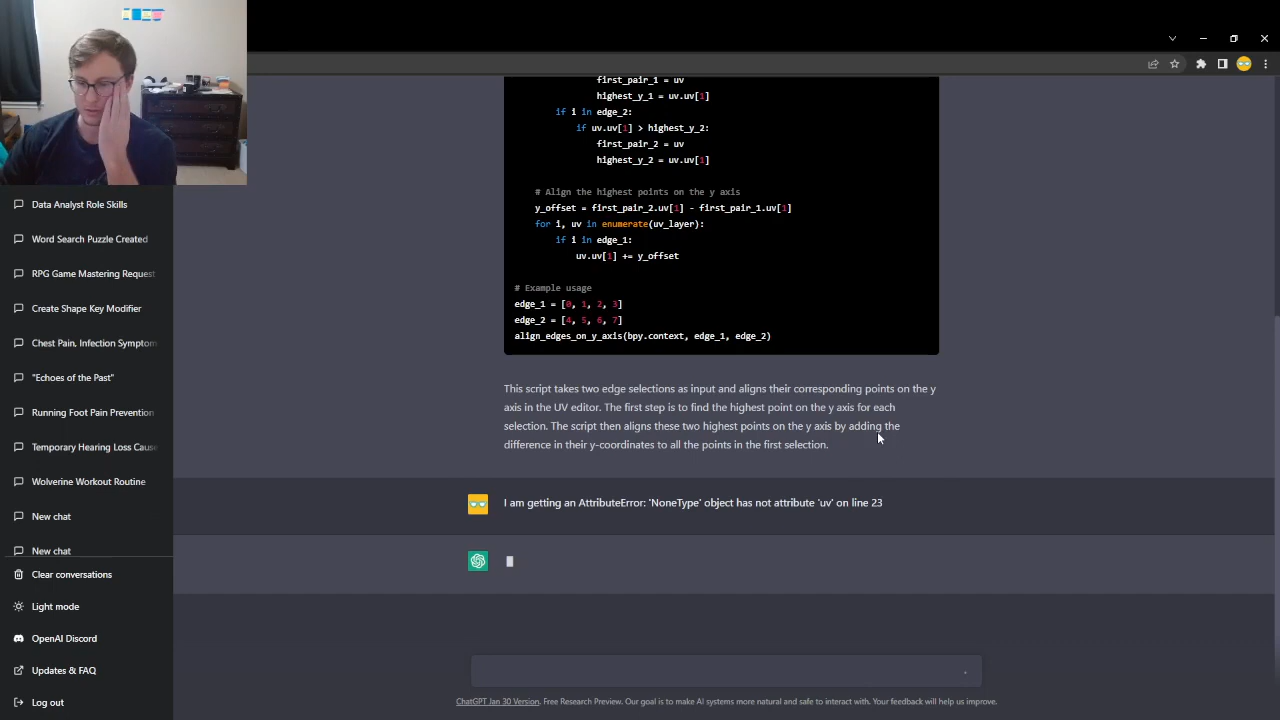 first_pair_1 = uv
highest_y_1 = uv.uv[1]
if i in edge_2:
if uv.uv[1] > highest_y_2:
first_pair_2 = uv
highest_y_2 = uv.uv[1]
# Align the highest points on the y axis
y_offset = first_pair_2.uv[1] - first_pair_1.uv[1]
for i, uv in enumerate(uv_layer):
if i in edge_1:
uv.uv[1] += y_offset
# Example usage
edge_1 = [0, 1, 2, 3]
edge_2 = [4, 5, 6, 7]
align_edges_on_y_axis(bpy.context, edge_1, edge_2)
This script takes two edge selections as input and aligns their corresponding points on the y
axis in the UV editor. The first step is to find the highest point on the y axis for each
selection. The script then aligns these two highest points on the y axis by adding the
difference in their y-coordinates to all the points in the first selection.
I am getting an AttributeError: 'NoneType' object has not attribute 'uv' on line 23
Data Analyst Role Skills
Word Search Puzzle Created
RPG Game Mastering Request
Create Shape Key Modifier
Chest Pain, Infection Symptom
"Echoes of the Past"
Running Foot Pain Prevention
Temporary Hearing Loss Cause
Wolverine Workout Routine
New chat
New chat
Clear conversations
Light mode
OpenAI Discord
Updates & FAQ
Log out
ChatGPT Jan 30 Version. Free Research Preview. Our goal is to make AI systems more natural and safe to interact with. Your feedback will help us improve.